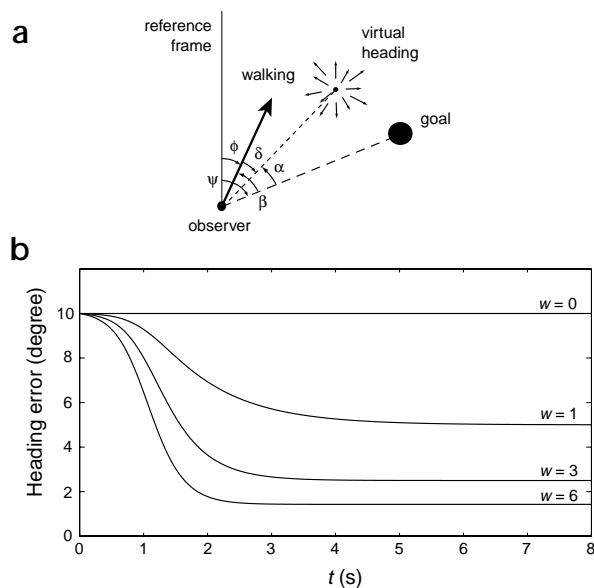 a
reference
frame
walking
virtual
heading
goal
ϕ
δ
α
ψ
β
observer
b
Heading error (degree)
10
8
6
4
2
0
w = 0
w = 1
w = 3
w = 6
0 1 2 3 4 5 6 7 8
t (s)